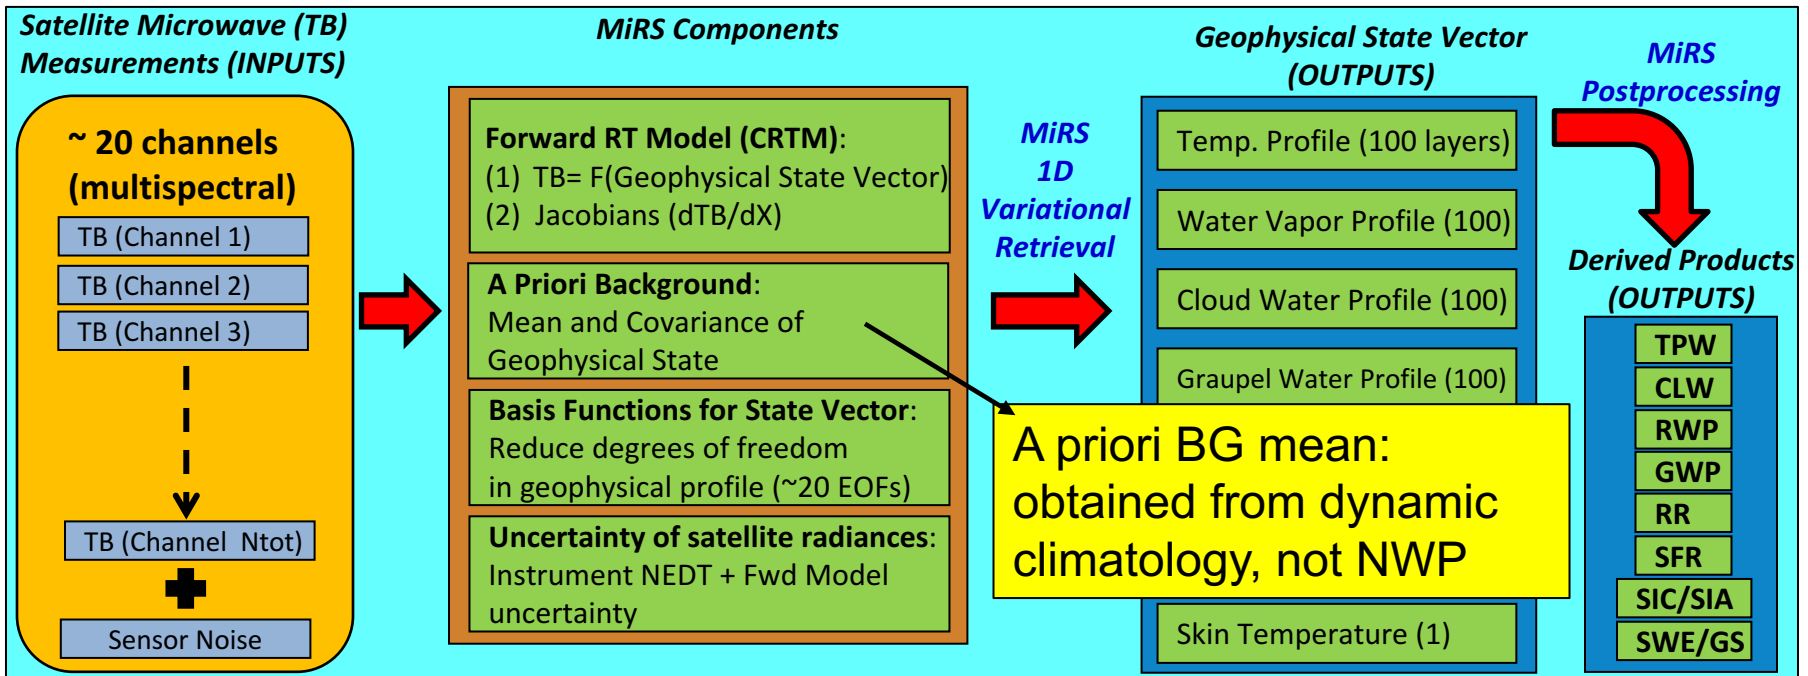 Satellite Microwave (TB)
Measurements (INPUTS)
~ 20 channels
(multispectral)
TB (Channel 1)
TB (Channel 2)
TB (Channel 3)
TB (Channel Ntot)
Sensor Noise
MiRS Components
Forward RT Model (CRTM):
(1) TB= F(Geophysical State Vector)
(2) Jacobians (dTB/dX)
A Priori Background:
Mean and Covariance of
Geophysical State
Basis Functions for State Vector:
Reduce degrees of freedom
in geophysical profile (~20 EOFs)
Uncertainty of satellite radiances:
Instrument NEDT + Fwd Model
uncertainty
MiRS
1D
Variational
Retrieval
Geophysical State Vector
(OUTPUTS)
Temp. Profile (100 layers)
Water Vapor Profile (100)
Cloud Water Profile (100)
Graupel Water Profile (100)
A priori BG mean:
obtained from dynamic
climatology, not NWP
Skin Temperature (1)
MiRS
Postprocessing
Derived Products
(OUTPUTS)
TPW
CLW
RWP
GWP
RR
SFR
SIC/SIA
SWE/GS